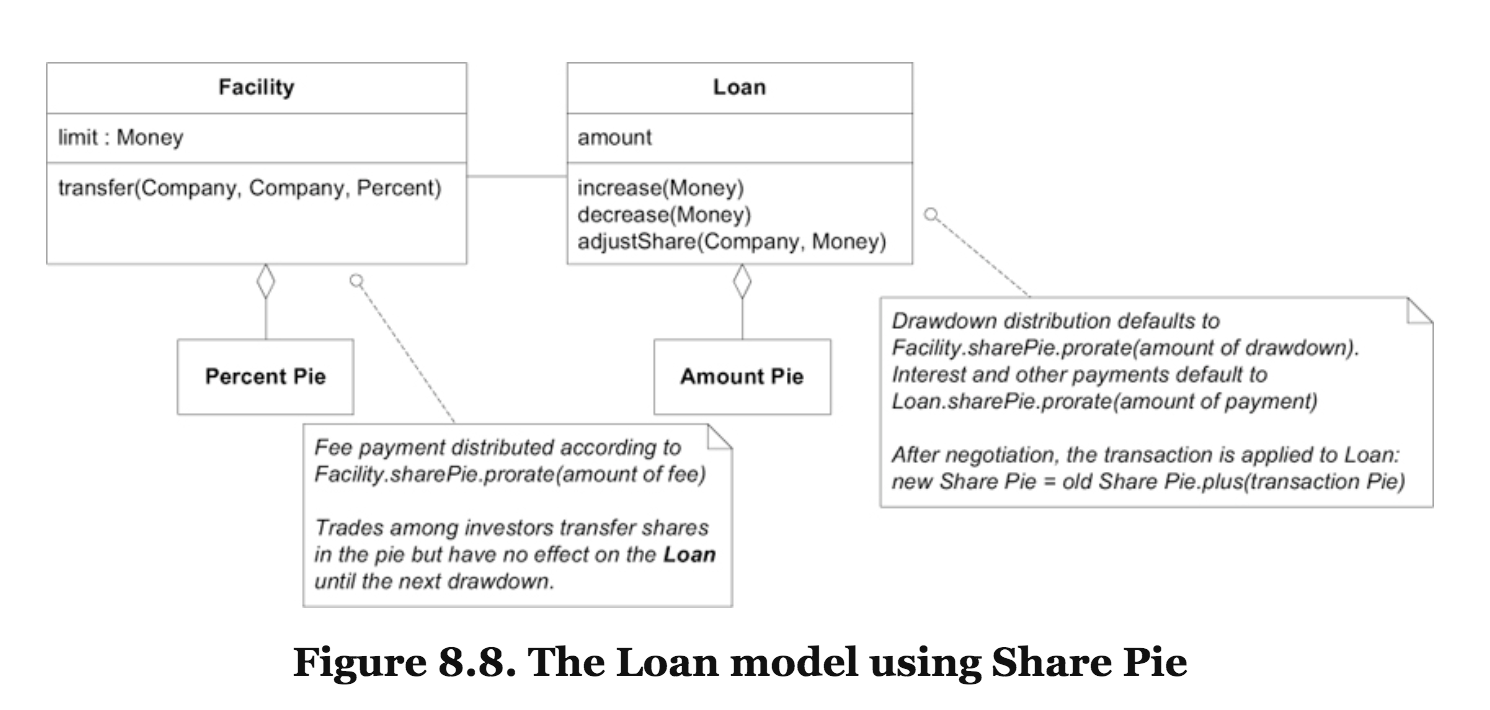 Facility
limit : Money
transfer(Company, Company, Percent)
Loan
amount
increase(Money)
decrease(Money)
adjustShare(Company, Money)
Percent Pie
Amount Pie
Fee payment distributed according to
Facility.sharePie.prorate(amount of fee)
Trades among investors transfer shares
in the pie but have no effect on the Loan
until the next drawdown.
Drawdown distribution defaults to
Facility.sharePie.prorate(amount of drawdown).
Interest and other payments default to
Loan.sharePie.prorate(amount of payment)
After negotiation, the transaction is applied to Loan:
new Share Pie = old Share Pie.plus(transaction Pie)
Figure 8.8. The Loan model using Share Pie